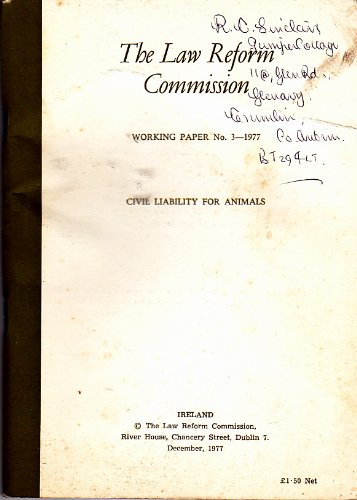 R. C. Sinclair
Juniper Cottage
11a, Glen Rd.,
Glenavy,
Crumlin,
Co. Antrim.
BT29 4LT.
The Law Reform
Commission
WORKING PAPER No. 3—1977
CIVIL LIABILITY FOR ANIMALS
IRELAND
© The Law Reform Commission,
River House, Chancery Street, Dublin 7.
December, 1977
£1·50 Net